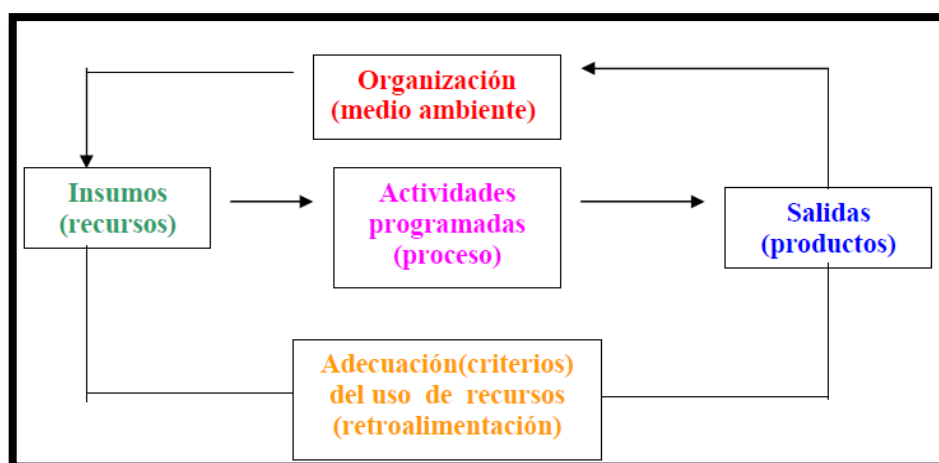 Organización
(medio ambiente)
Insumos
(recursos)
Actividades
programadas
(proceso)
Salidas
(productos)
Adecuación(criterios)
del uso de recursos
(retroalimentación)